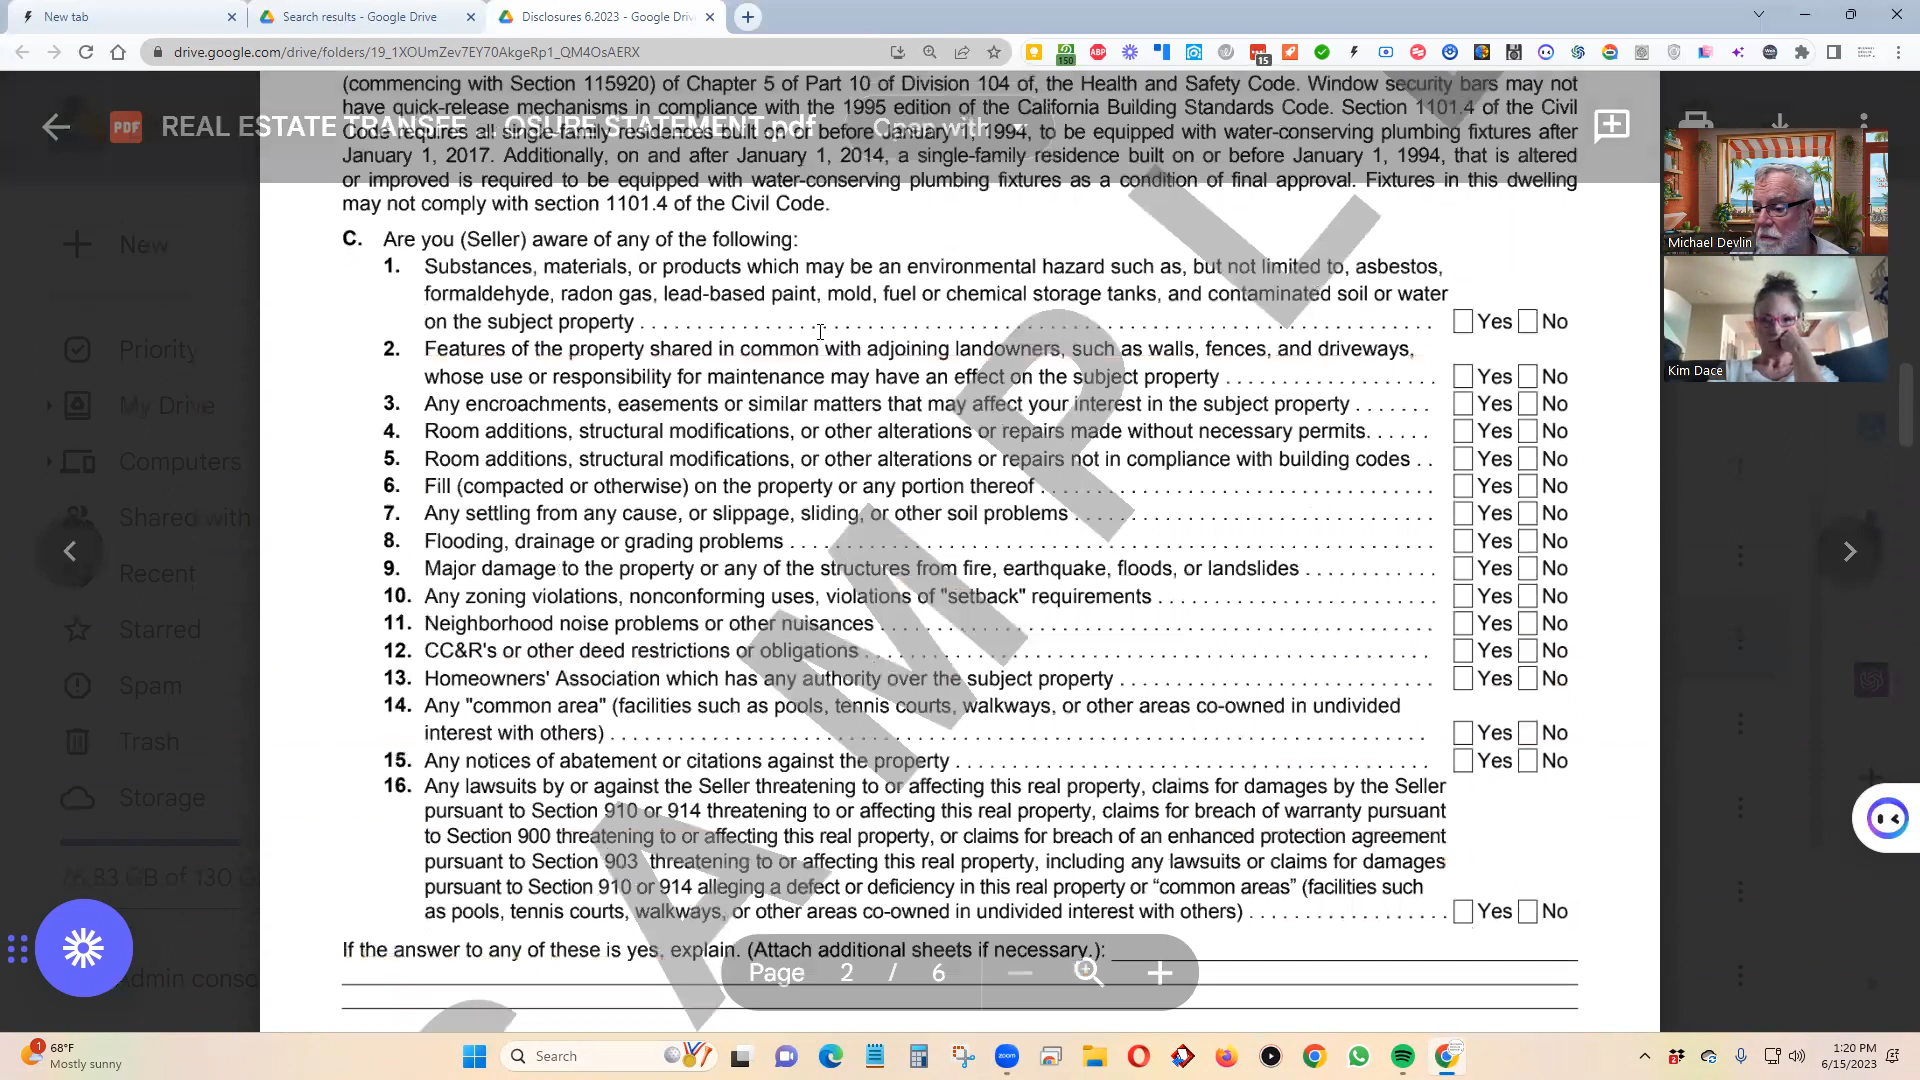 New tab
Search results - Google Drive
Disclosures 6.2023 - Google Driv
drive.google.com/drive/folders/19_1XOUmZev7EY70AkgeRp1_QM4OsAERX
150
ABP
15
(commencing with Section 115920) of Chapter 5 of Part 10 of Division 104 of, the Health and Safety Code. Window security bars may not
have quick-release mechanisms in compliance with the 1995 edition of the California Building Standards Code. Section 1101.4 of the Civil
Code requires all single-family residences built on or before January 1, 1994, to be equipped with water-conserving plumbing fixtures after
January 1, 2017. Additionally, on and after January 1, 2014, a single-family residence built on or before January 1, 1994, that is altered
or improved is required to be equipped with water-conserving plumbing fixtures as a condition of final approval. Fixtures in this dwelling
may not comply with section 1101.4 of the Civil Code.
PDF
REAL ESTATE TRANSFE OSURE STATEMENT.pdf
Open with
C. Are you (Seller) aware of any of the following:
1. Substances, materials, or products which may be an environmental hazard such as, but not limited to, asbestos,
formaldehyde, radon gas, lead-based paint, mold, fuel or chemical storage tanks, and contaminated soil or water
on the subject property Yes No
2. Features of the property shared in common with adjoining landowners, such as walls, fences, and driveways,
whose use or responsibility for maintenance may have an effect on the subject property Yes No
3. Any encroachments, easements or similar matters that may affect your interest in the subject property Yes No
4. Room additions, structural modifications, or other alterations or repairs made without necessary permits. Yes No
5. Room additions, structural modifications, or other alterations or repairs not in compliance with building codes Yes No
6. Fill (compacted or otherwise) on the property or any portion thereof Yes No
7. Any settling from any cause, or slippage, sliding, or other soil problems Yes No
8. Flooding, drainage or grading problems Yes No
9. Major damage to the property or any of the structures from fire, earthquake, floods, or landslides Yes No
10. Any zoning violations, nonconforming uses, violations of "setback" requirements Yes No
11. Neighborhood noise problems or other nuisances Yes No
12. CC&R's or other deed restrictions or obligations Yes No
13. Homeowners' Association which has any authority over the subject property Yes No
14. Any "common area" (facilities such as pools, tennis courts, walkways, or other areas co-owned in undivided
interest with others) Yes No
15. Any notices of abatement or citations against the property Yes No
16. Any lawsuits by or against the Seller threatening to or affecting this real property, claims for damages by the Seller
pursuant to Section 910 or 914 threatening to or affecting this real property, claims for breach of warranty pursuant
to Section 900 threatening to or affecting this real property, or claims for breach of an enhanced protection agreement
pursuant to Section 903 threatening to or affecting this real property, including any lawsuits or claims for damages
pursuant to Section 910 or 914 alleging a defect or deficiency in this real property or “common areas” (facilities such
as pools, tennis courts, walkways, or other areas co-owned in undivided interest with others) Yes No
If the answer to any of these is yes, explain. (Attach additional sheets if necessary.):
Page 2 / 6
New
Priority
My Drive
Computers
Shared with
Recent
Starred
Spam
Trash
Storage
83 GB of 130 G
Admin conso
Michael Devlin
Kim Dace
1
68°F
Mostly sunny
Search
zoom
1:20 PM
6/15/2023